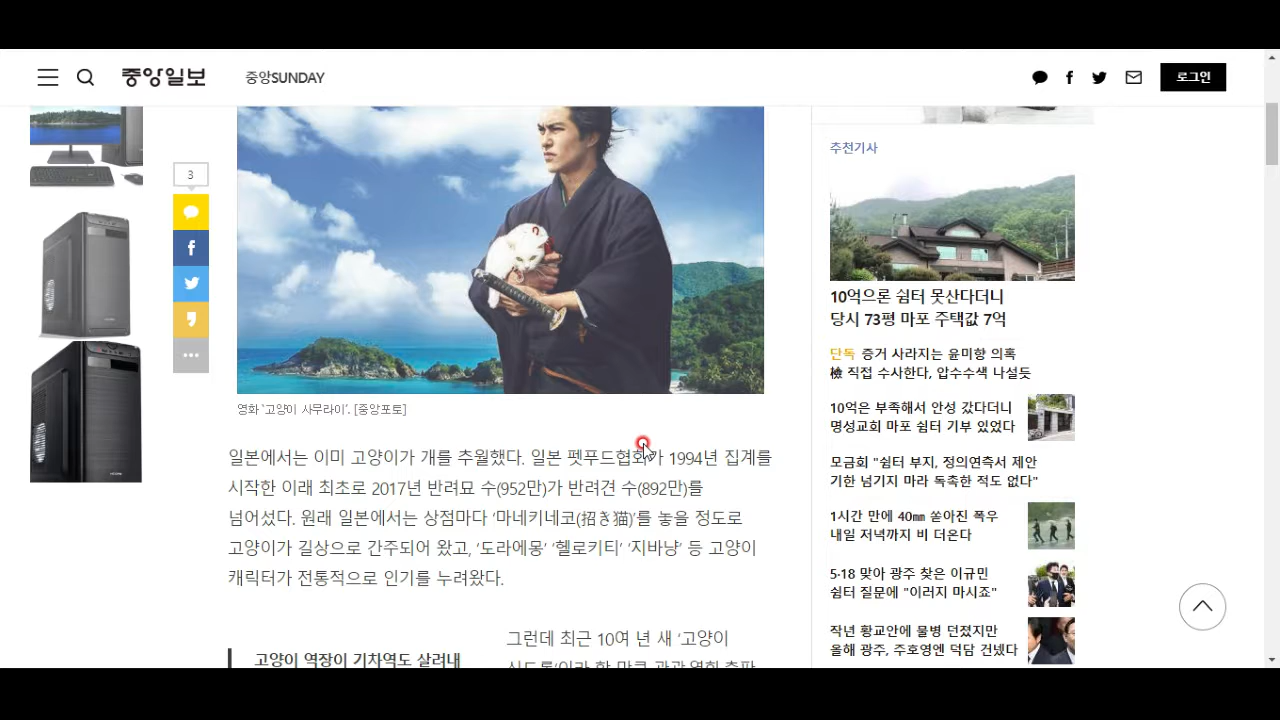 중앙일보
중앙SUNDAY
로그인
3
영화 '고양이 사무라이'. [중앙포토]
일본에서는 이미 고양이가 개를 추월했다. 일본 펫푸드협회가 1994년 집계를
시작한 이래 최초로 2017년 반려묘 수(952만)가 반려견 수(892만)를
넘어섰다. 원래 일본에서는 상점마다 '마네키네코(招き猫)'를 놓을 정도로
고양이가 길상으로 간주되어 왔고, '도라에몽' '헬로키티' '지바냥' 등 고양이
캐릭터가 전통적으로 인기를 누려왔다.
고양이 역장이 기차역도 살려내
그런데 최근 10여 년 새 '고양이
추천기사
10억으론 쉼터 못산다더니
당시 73평 마포 주택값 7억
단독 증거 사라지는 윤미향 의혹
檢 직접 수사한다, 압수수색 나설듯
10억은 부족해서 안성 갔다더니
명성교회 마포 쉼터 기부 있었다
모금회 "쉼터 부지, 정의연측서 제안
기한 넘기지 마라 독촉한 적도 없다"
1시간 만에 40㎜ 쏟아진 폭우
내일 저녁까지 비 더온다
5·18 맞아 광주 찾은 이규민
쉼터 질문에 "이러지 마시죠"
작년 황교안에 물병 던졌지만
올해 광주, 주호영엔 덕담 건넸다